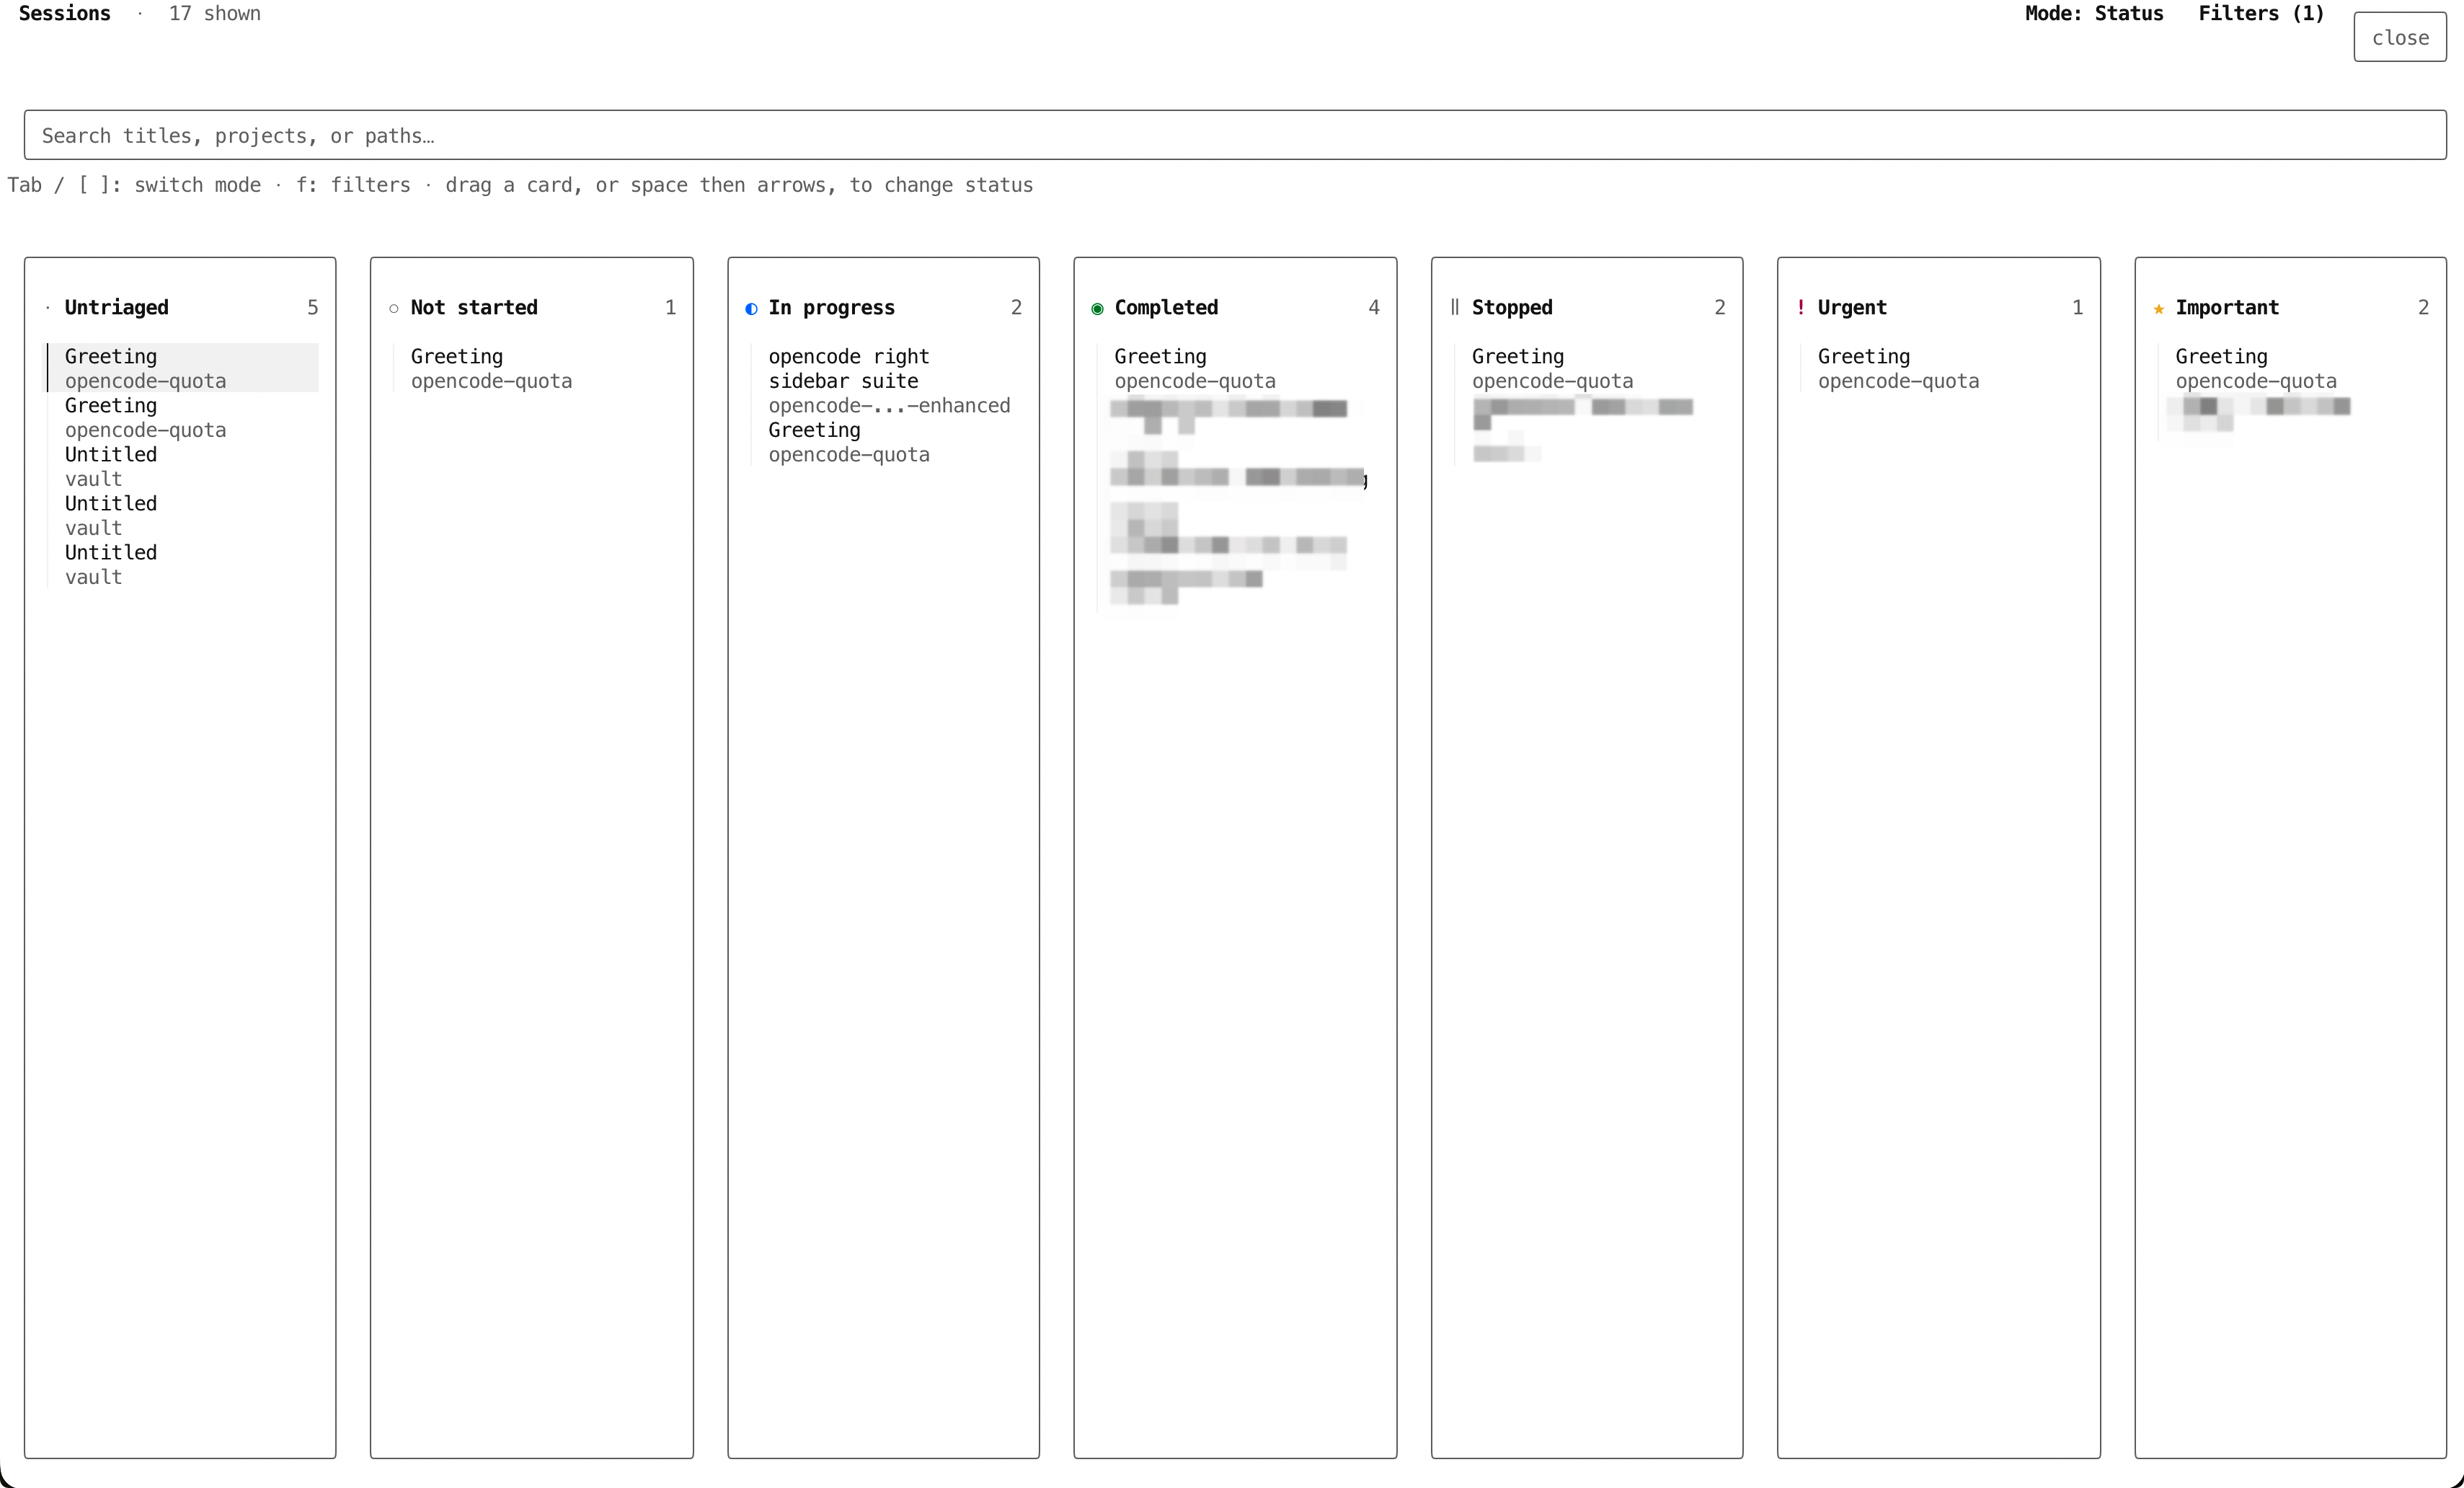 Sessions · 17 shown
Mode: Status Filters (1)
close
Search titles, projects, or paths…
Tab / [ ]: switch mode · f: filters · drag a card, or space then arrows, to change status
· Untriaged 5
Greeting
opencode-quota
Greeting
opencode-quota
Untitled
vault
Untitled
vault
Untitled
vault
○ Not started 1
Greeting
opencode-quota
◐ In progress 2
opencode right
sidebar suite
opencode-...-enhanced
Greeting
opencode-quota
◉ Completed 4
Greeting
opencode-quota
‖ Stopped 2
Greeting
opencode-quota
! Urgent 1
Greeting
opencode-quota
★ Important 2
Greeting
opencode-quota